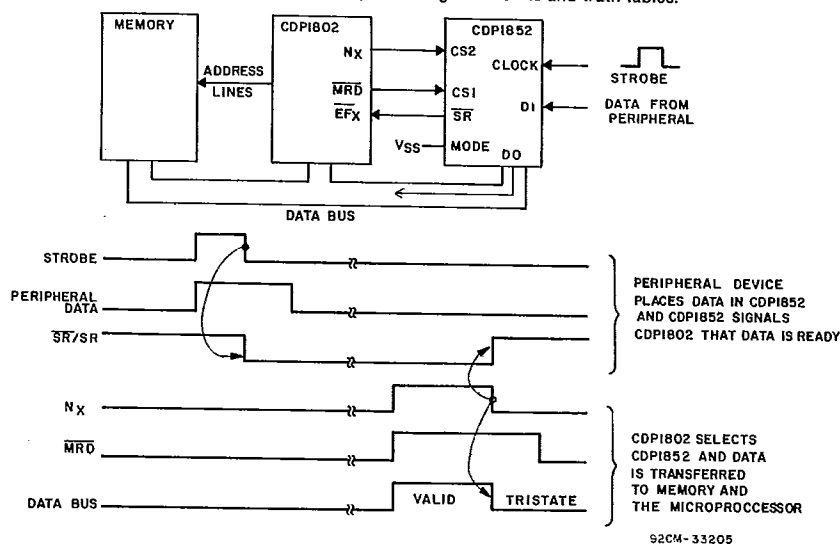 and truth tables.
MEMORY
CDP1802
CDP1852
NX
CS2
CLOCK
STROBE
ADDRESS
LINES
MRD
CS1
DI
DATA FROM
PERIPHERAL
EFX
SR
VSS
MODE
DO
DATA BUS
STROBE
PERIPHERAL
DATA
SR/SR
PERIPHERAL DEVICE
PLACES DATA IN CDP1852
AND CDP1852 SIGNALS
CDP1802 THAT DATA IS READY
NX
MRD
DATA BUS
VALID
TRISTATE
CDP1802 SELECTS
CDP1852 AND DATA
IS TRANSFERRED
TO MEMORY AND
THE MICROPROCCESSOR
92CM-33205